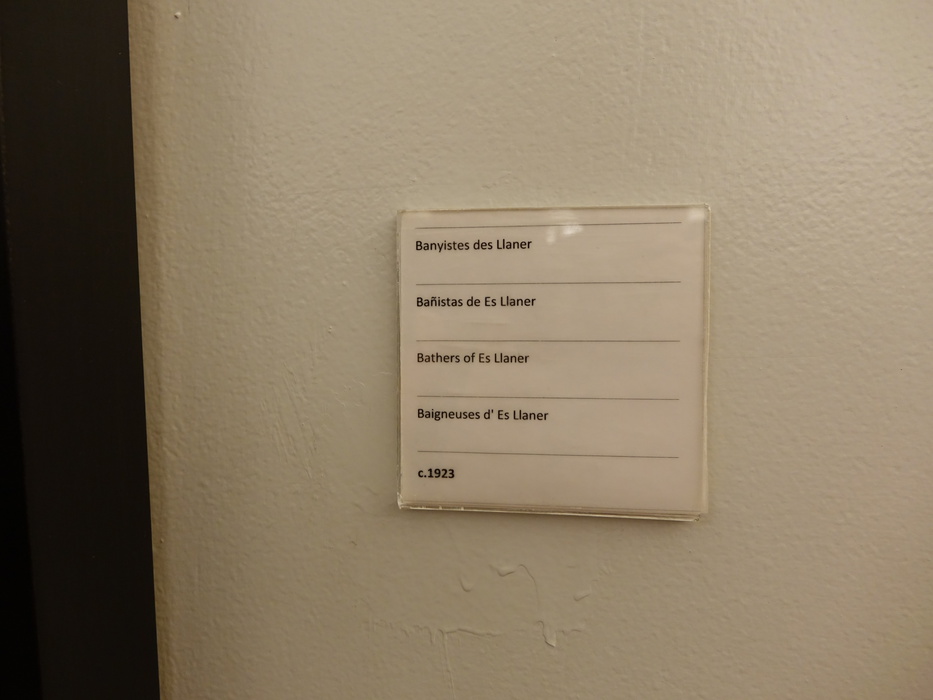 Banyistes des Llaner
Bañistas de Es Llaner
Bathers of Es Llaner
Baigneuses d' Es Llaner
c.1923